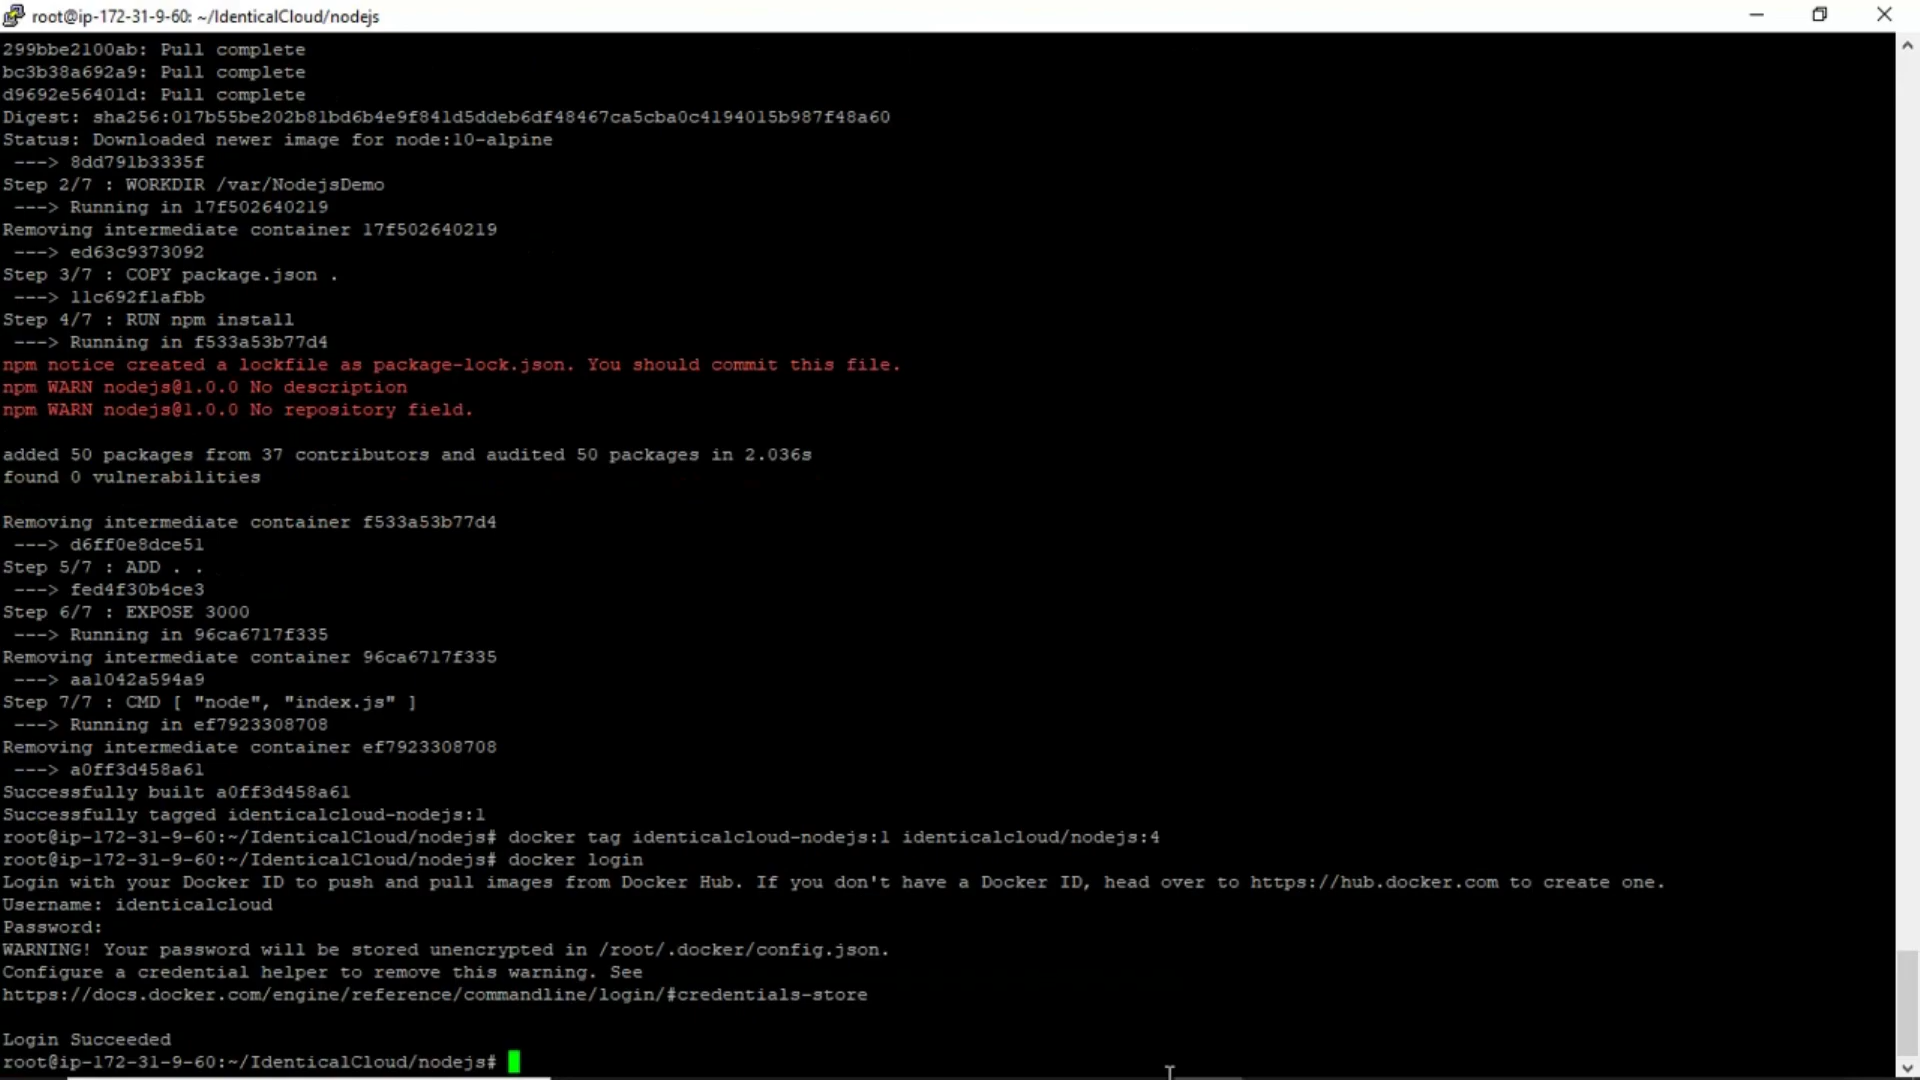 root@ip-172-31-9-60: ~/IdenticalCloud/nodejs
299bbe2100ab: Pull complete
bc3b38a692a9: Pull complete
d9692e56401d: Pull complete
Digest: sha256:017b55be202b81bd6b4e9f841d5ddeb6df48467ca5cba0c4194015b987f48a60
Status: Downloaded newer image for node:10-alpine
 ---> 8dd791b3335f
Step 2/7 : WORKDIR /var/NodejsDemo
 ---> Running in 17f502640219
Removing intermediate container 17f502640219
 ---> ed63c9373092
Step 3/7 : COPY package.json .
 ---> 11c692f1afbb
Step 4/7 : RUN npm install
 ---> Running in f533a53b77d4
npm notice created a lockfile as package-lock.json. You should commit this file.
npm WARN nodejs@1.0.0 No description
npm WARN nodejs@1.0.0 No repository field.
added 50 packages from 37 contributors and audited 50 packages in 2.036s
found 0 vulnerabilities
Removing intermediate container f533a53b77d4
 ---> d6ff0e8dce51
Step 5/7 : ADD . .
 ---> fed4f30b4ce3
Step 6/7 : EXPOSE 3000
 ---> Running in 96ca6717f335
Removing intermediate container 96ca6717f335
 ---> aa1042a594a9
Step 7/7 : CMD [ "node", "index.js" ]
 ---> Running in ef7923308708
Removing intermediate container ef7923308708
 ---> a0ff3d458a61
Successfully built a0ff3d458a61
Successfully tagged identicalcloud-nodejs:1
root@ip-172-31-9-60:~/IdenticalCloud/nodejs# docker tag identicalcloud-nodejs:1 identicalcloud/nodejs:4
root@ip-172-31-9-60:~/IdenticalCloud/nodejs# docker login
Login with your Docker ID to push and pull images from Docker Hub. If you don't have a Docker ID, head over to https://hub.docker.com to create one.
Username: identicalcloud
Password:
WARNING! Your password will be stored unencrypted in /root/.docker/config.json.
Configure a credential helper to remove this warning. See
https://docs.docker.com/engine/reference/commandline/login/#credentials-store
Login Succeeded
root@ip-172-31-9-60:~/IdenticalCloud/nodejs#